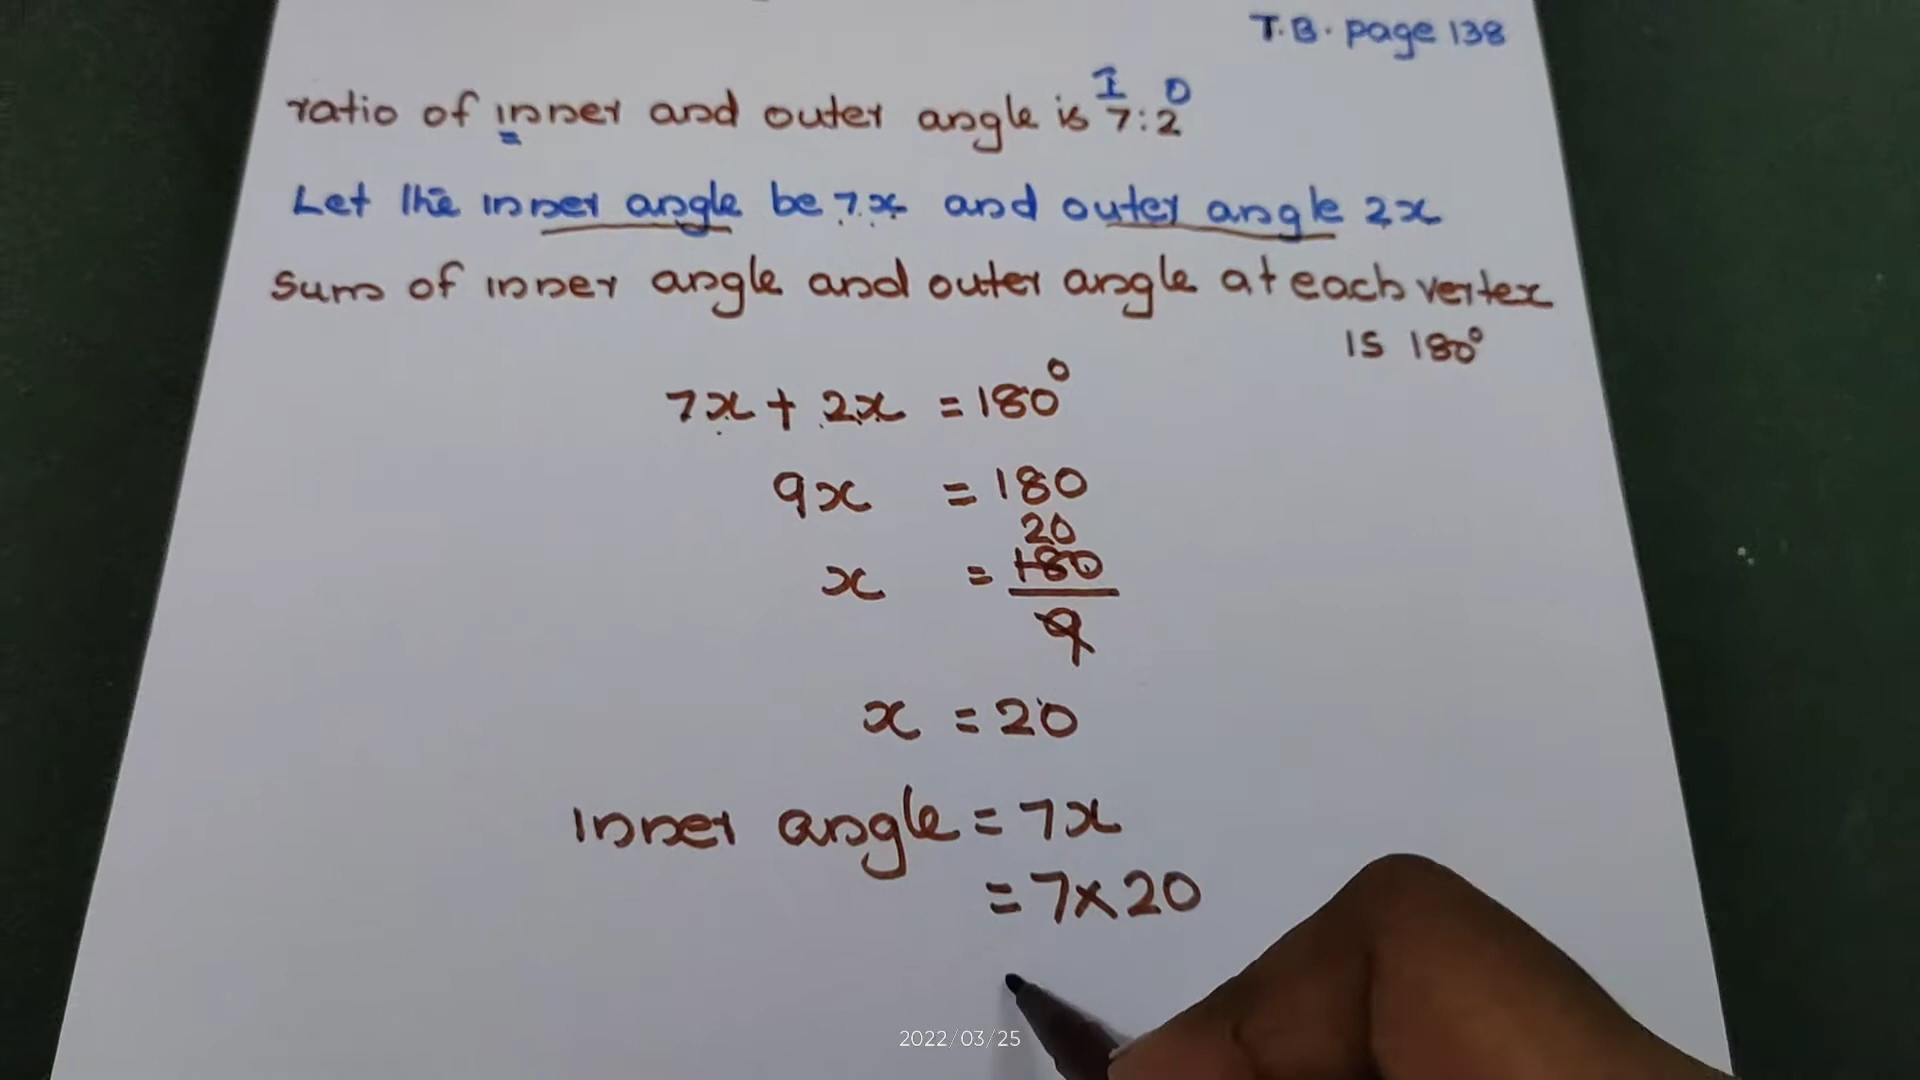 T.B. page 138
I O
ratio of inner and outer angle is 7:2
Let the inner angle be 7x and outer angle 2x
Sum of inner angle and outer angle at each vertex
is 180°
7x + 2x = 180°
9x = 180
20
x = 180
9
x = 20
inner angle = 7x
= 7 × 20
2022/03/25